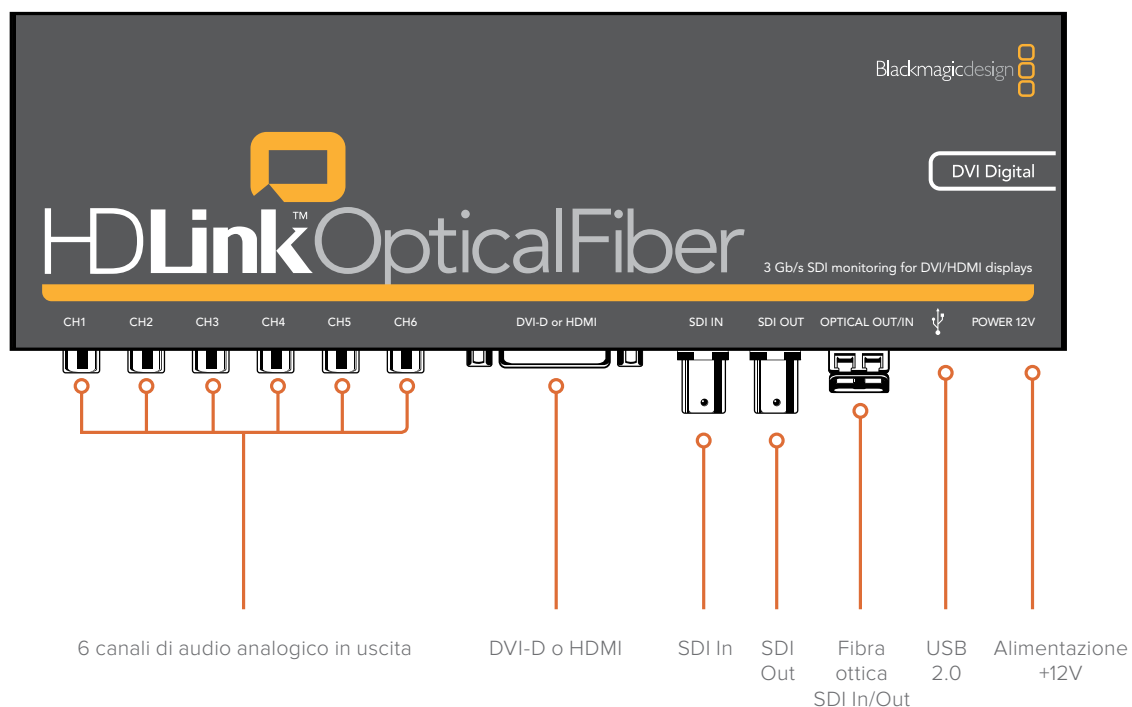 Blackmagicdesign
DVI Digital
HDLink™OpticalFiber
3 Gb/s SDI monitoring for DVI/HDMI displays
CH1 CH2 CH3 CH4 CH5 CH6 DVI-D or HDMI SDI IN SDI OUT OPTICAL OUT/IN POWER 12V
6 canali di audio analogico in uscita
DVI-D o HDMI
SDI In
SDI
Out
Fibra
ottica
SDI In/Out
USB
2.0
Alimentazione
+12V